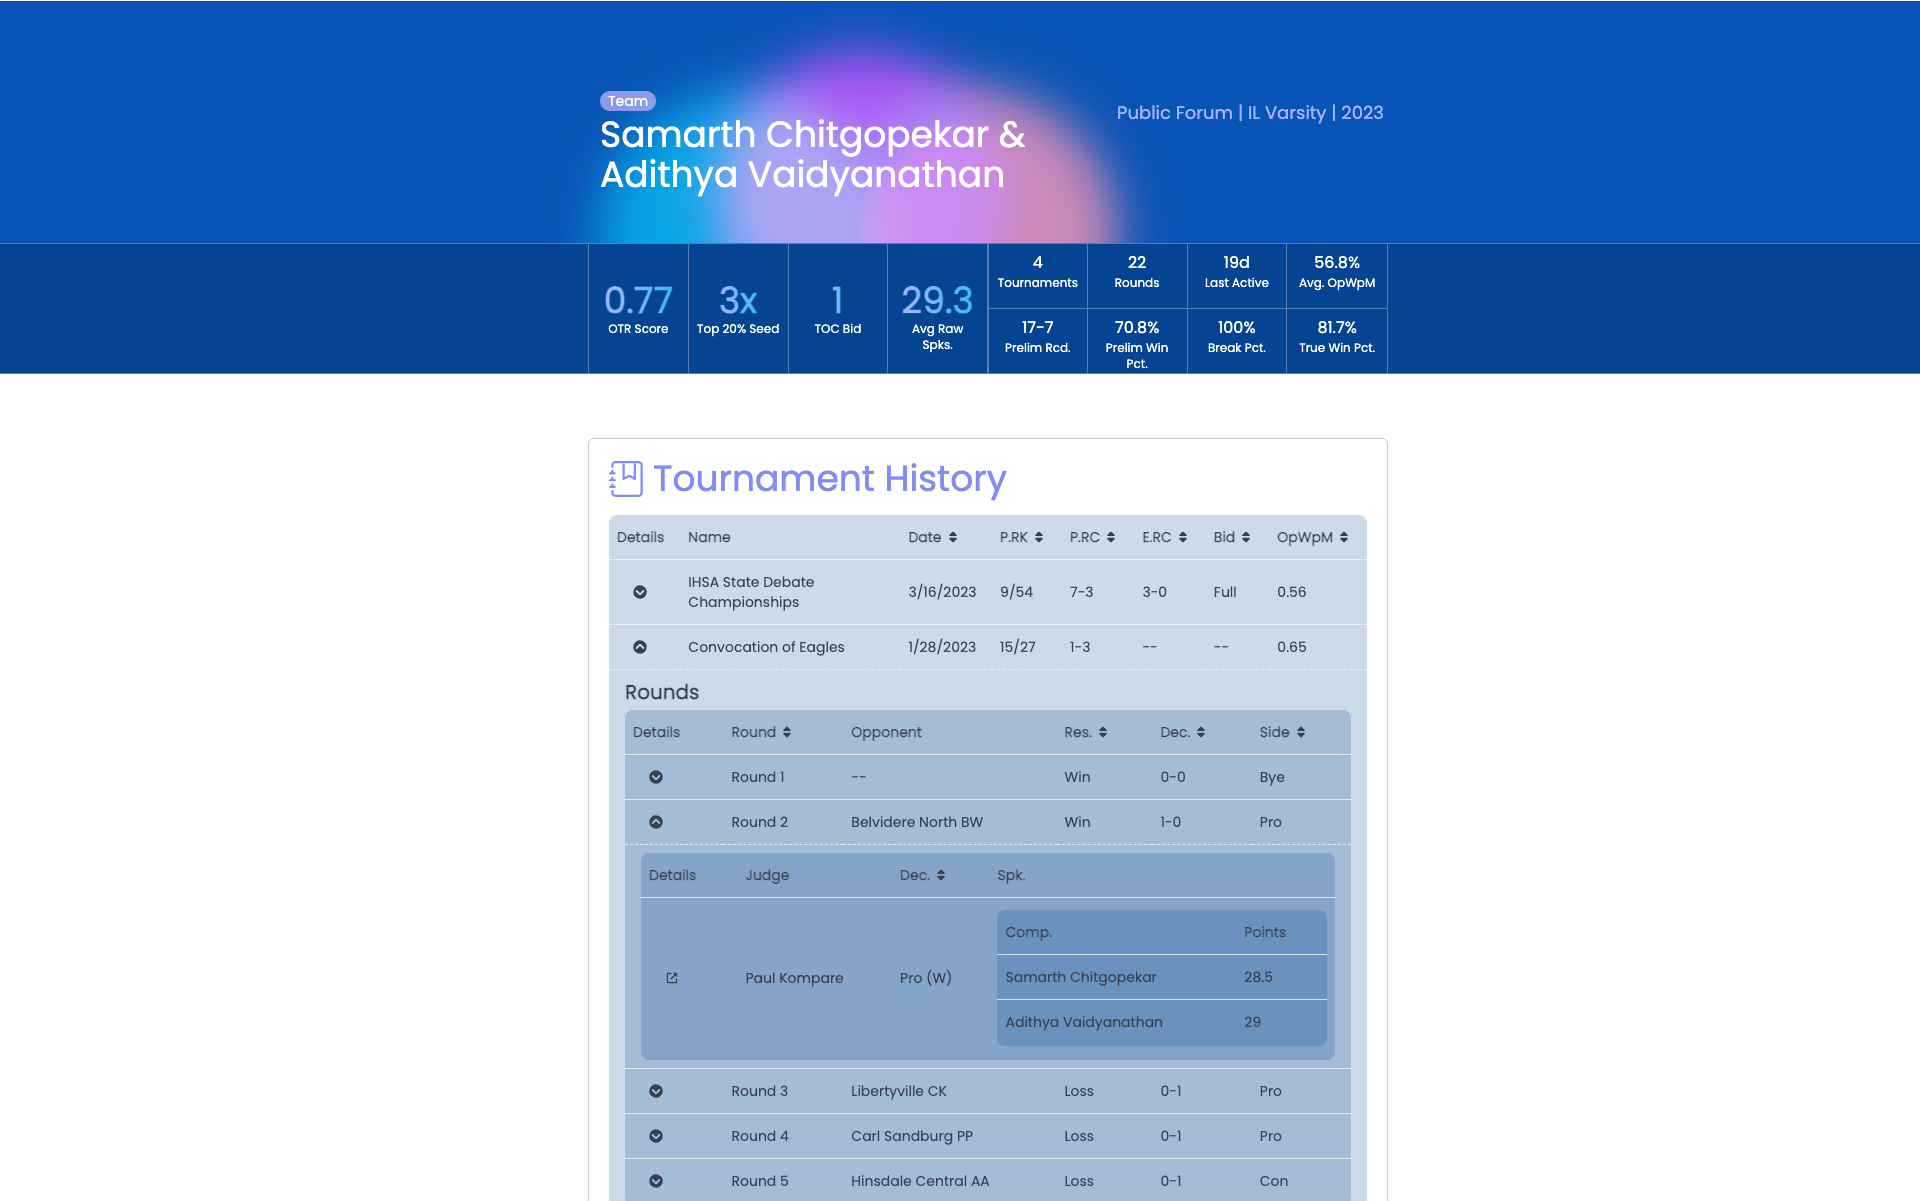 Team
Samarth Chitgopekar &
Adithya Vaidyanathan
Public Forum | IL Varsity | 2023
0.77
OTR Score
3x
Top 20% Seed
1
TOC Bid
29.3
Avg Raw
Spks.
4
Tournaments
22
Rounds
19d
Last Active
56.8%
Avg. OpWpM
17-7
Prelim Rcd.
70.8%
Prelim Win
Pct.
100%
Break Pct.
81.7%
True Win Pct.
Tournament History
Details Name Date P.RK P.RC E.RC Bid OpWpM
IHSA State Debate
Championships 3/16/2023 9/54 7-3 3-0 Full 0.56
Convocation of Eagles 1/28/2023 15/27 1-3 -- -- 0.65
Rounds
Details Round Opponent Res. Dec. Side
Round 1 -- Win 0-0 Bye
Round 2 Belvidere North BW Win 1-0 Pro
Details Judge Dec. Spk.
Paul Kompare Pro (W)
Comp. Points
Samarth Chitgopekar 28.5
Adithya Vaidyanathan 29
Round 3 Libertyville CK Loss 0-1 Pro
Round 4 Carl Sandburg PP Loss 0-1 Pro
Round 5 Hinsdale Central AA Loss 0-1 Con